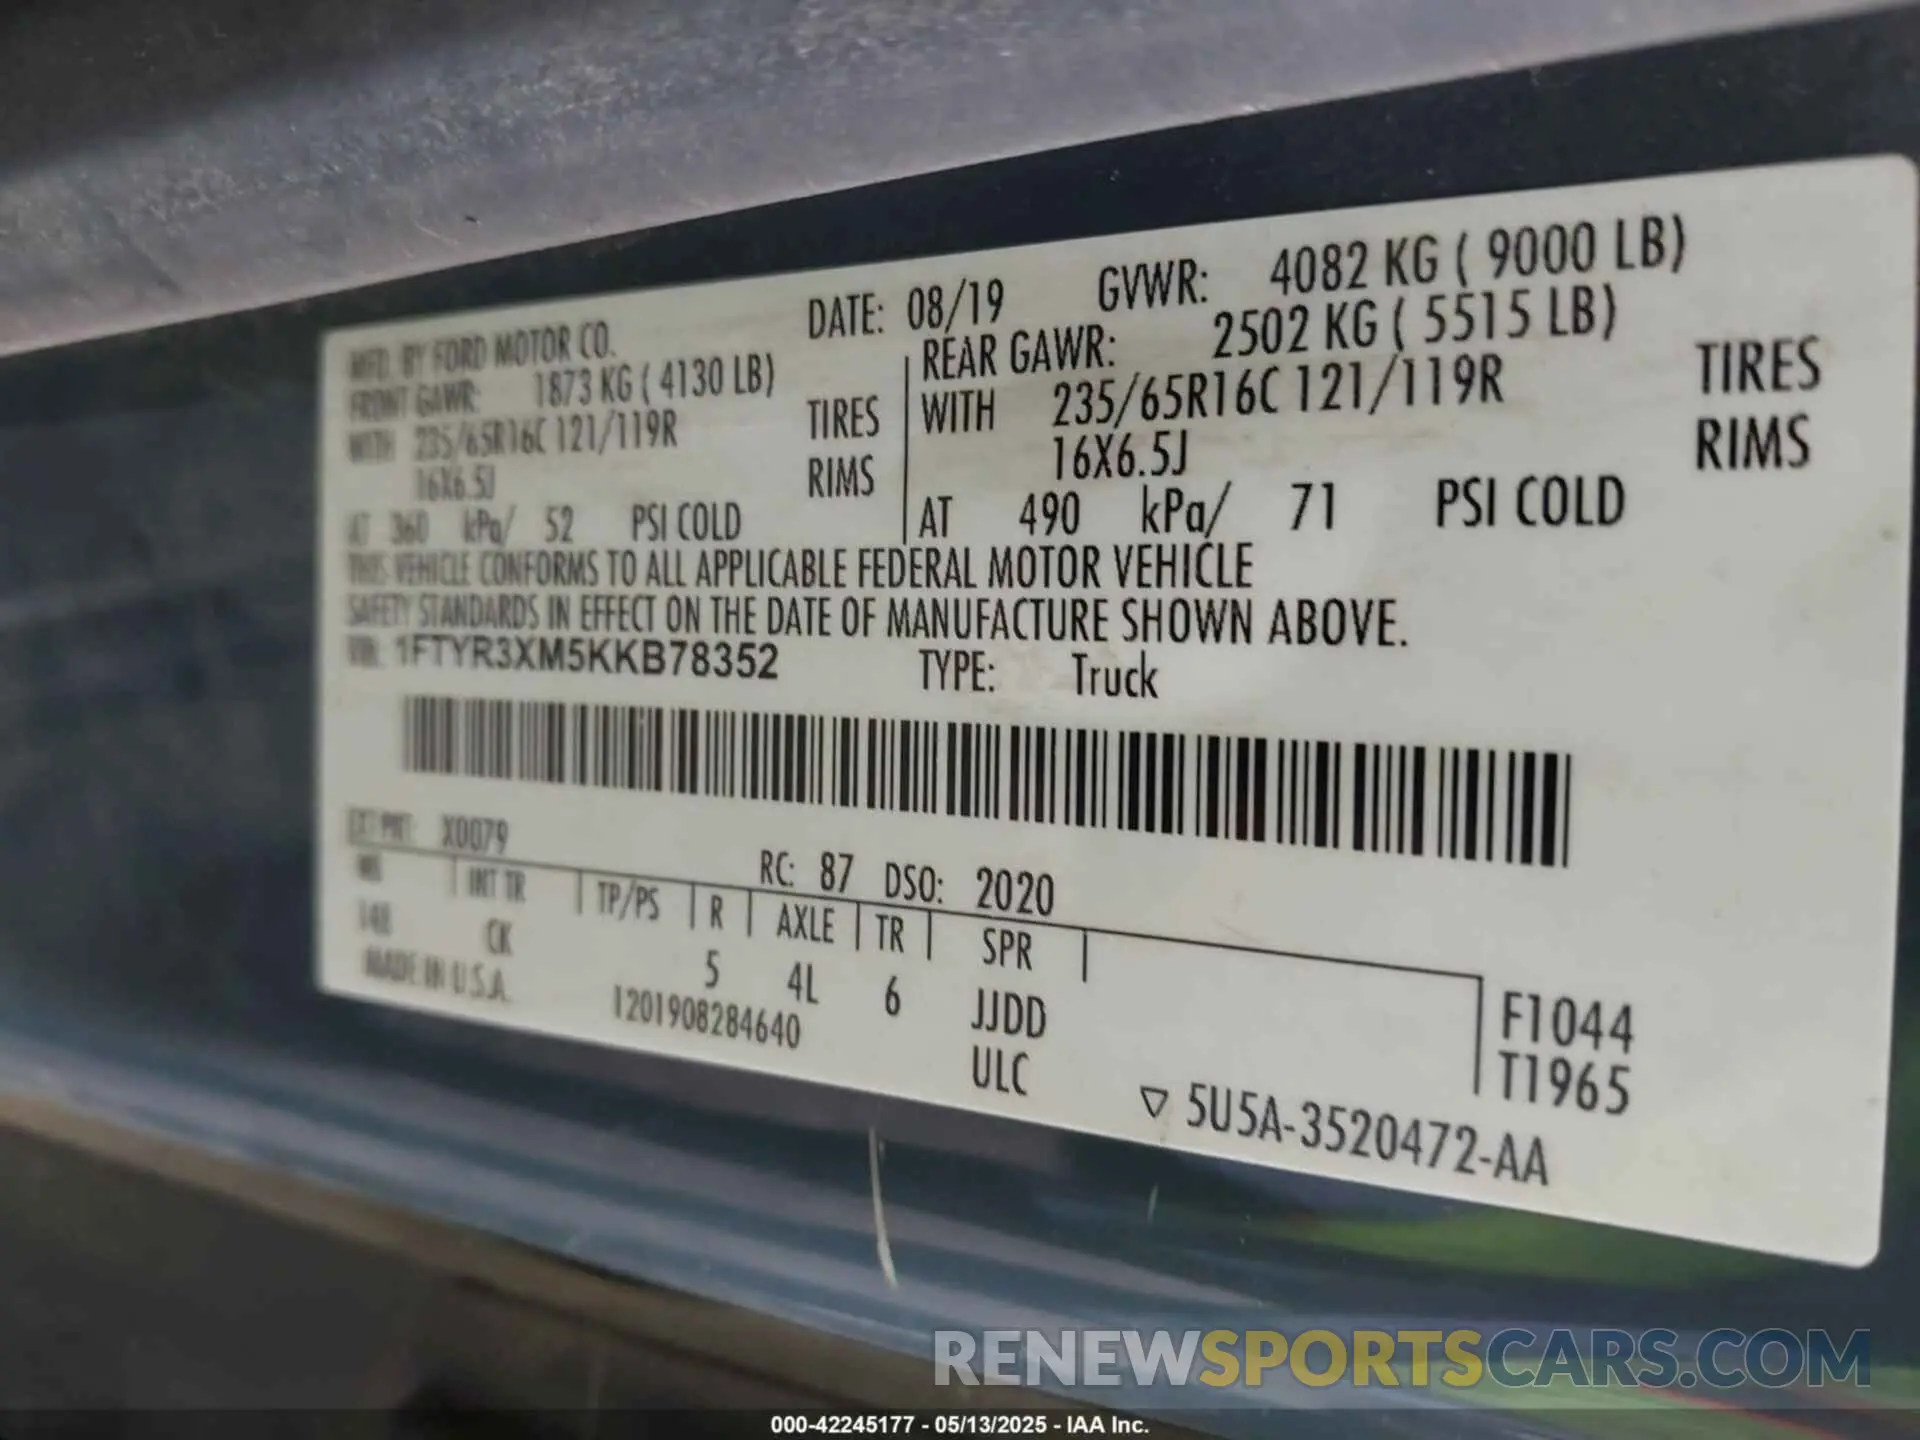 MFD. BY FORD MOTOR CO. DATE: 08/19 GVWR: 4082 KG ( 9000 LB)
FRONT GAWR: 1873 KG ( 4130 LB) REAR GAWR: 2502 KG ( 5515 LB)
WITH 235/65R16C 121/119R TIRES WITH 235/65R16C 121/119R TIRES
16X6.5J RIMS 16X6.5J RIMS
AT 360 kPa/ 52 PSI COLD AT 490 kPa/ 71 PSI COLD
THIS VEHICLE CONFORMS TO ALL APPLICABLE FEDERAL MOTOR VEHICLE
SAFETY STANDARDS IN EFFECT ON THE DATE OF MANUFACTURE SHOWN ABOVE.
VIN: 1FTYR3XM5KKB78352 TYPE: Truck
EXT PNT: X0079 RC: 87 DSO: 2020
WB INT TR TP/PS R AXLE TR SPR
148 CK 5 4L 6 JJDD F1044
MADE IN U.S.A. 1201908284640 ULC T1965
5U5A-3520472-AA
RENEWSPORTSCARS.COM
000-42245177 - 05/13/2025 - IAA Inc.